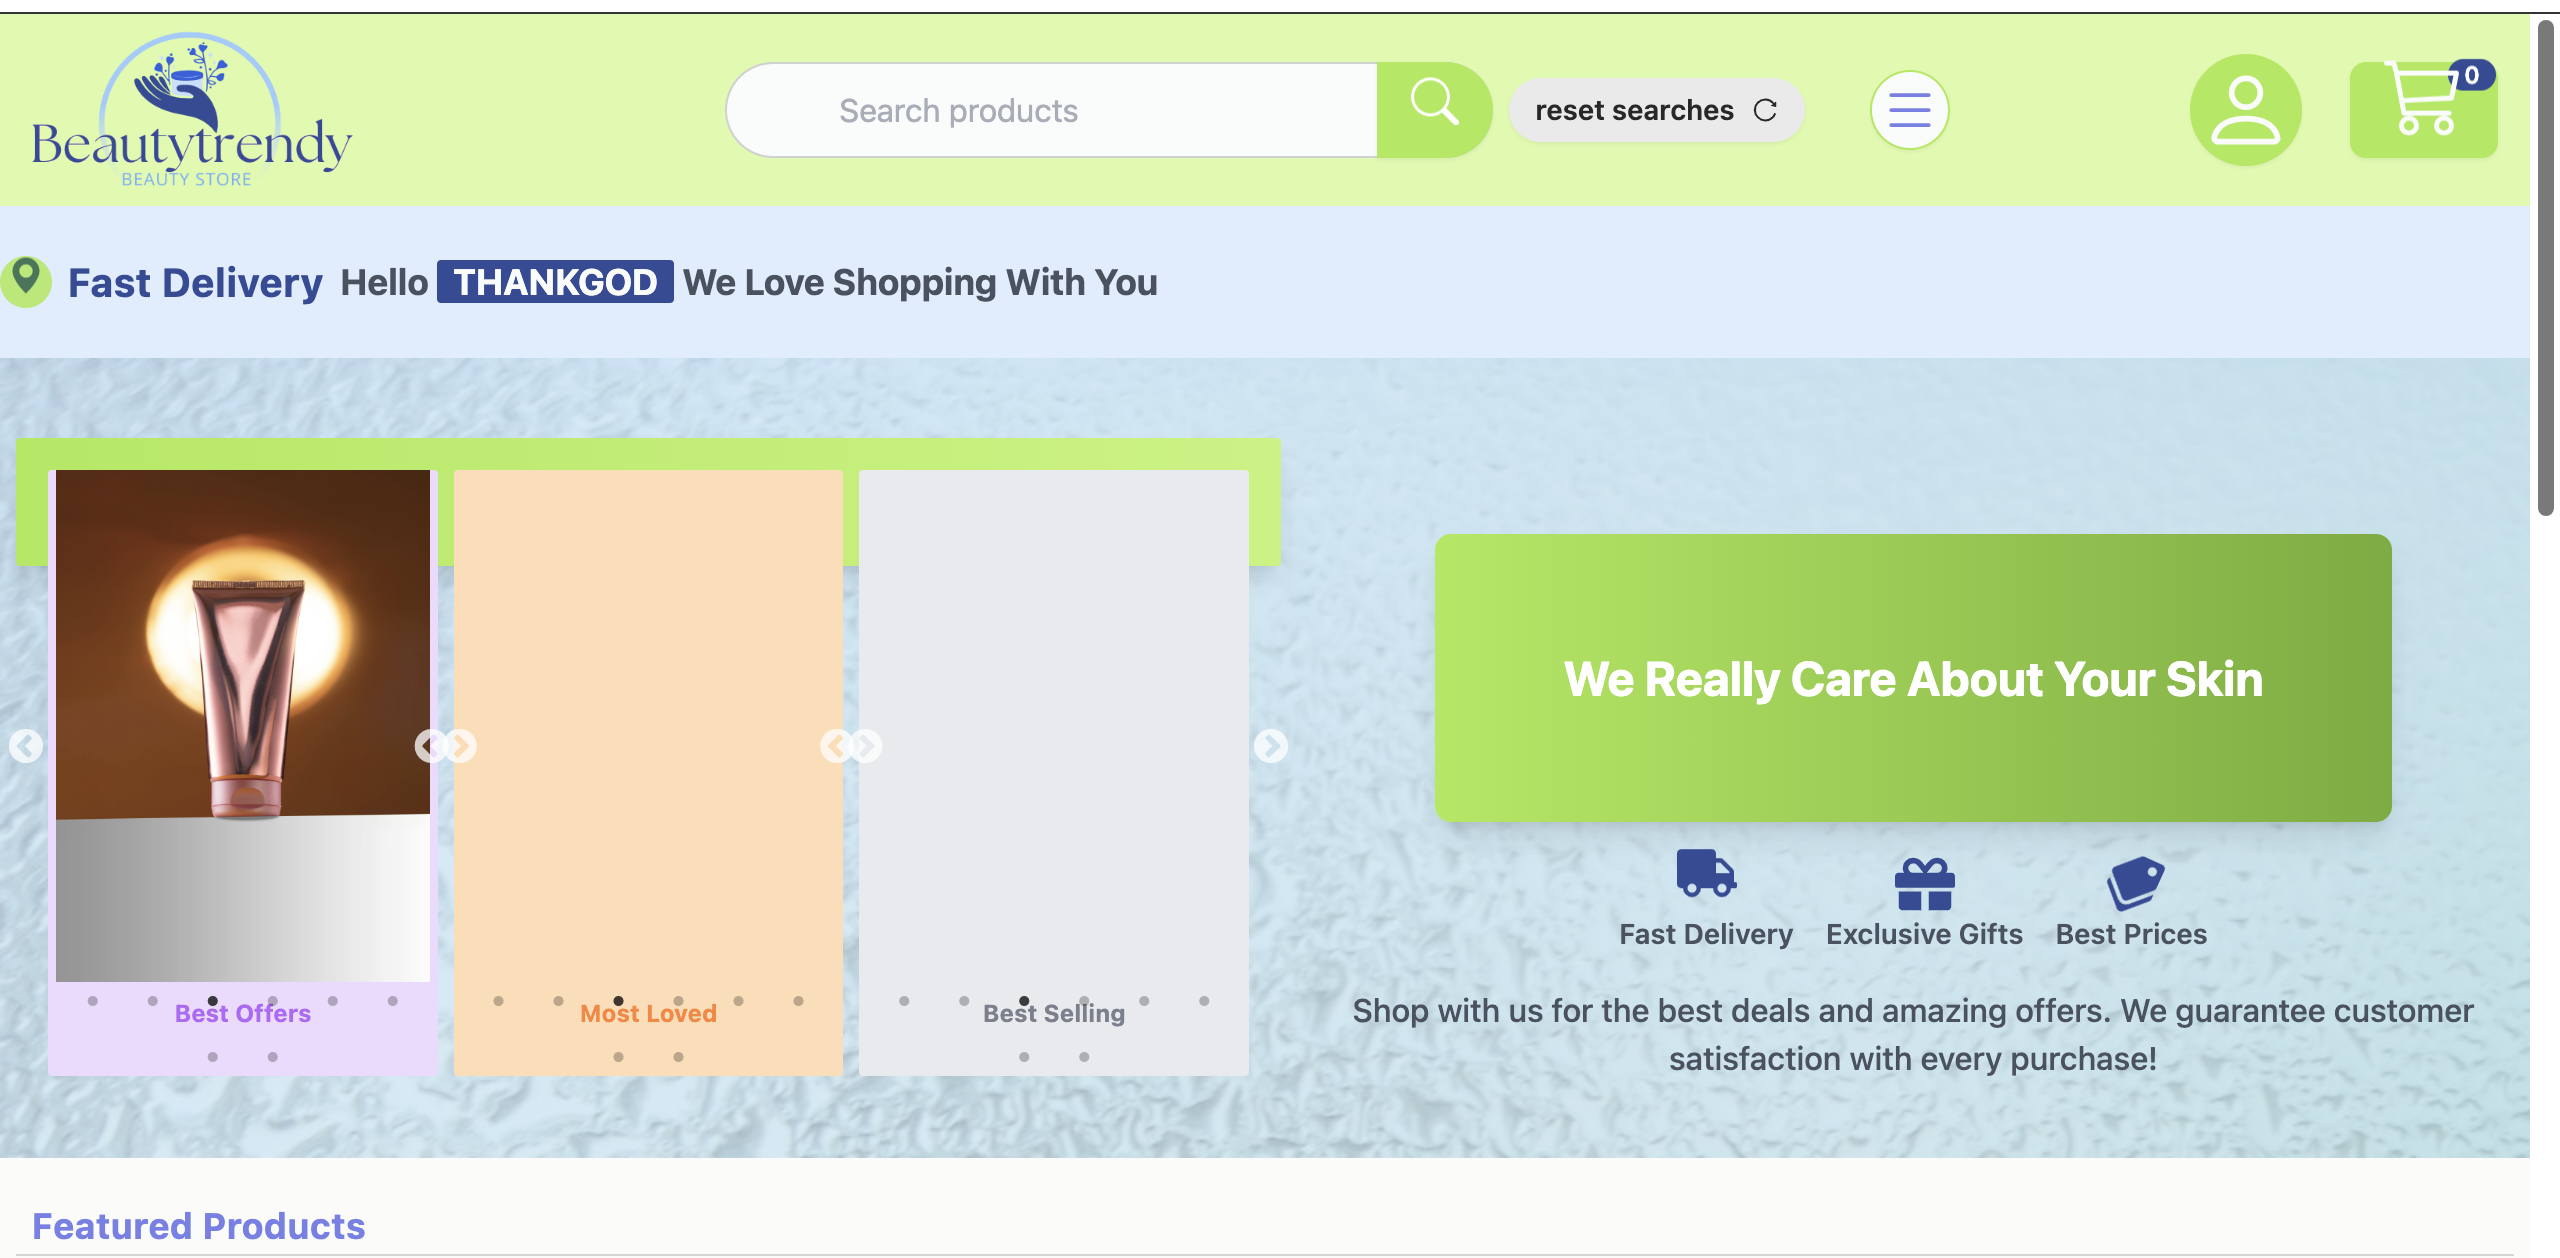 Beautytrendy
BEAUTY STORE
Search products
reset searches
0
Fast Delivery Hello THANKGOD We Love Shopping With You
Best Offers
Most Loved
Best Selling
We Really Care About Your Skin
Fast Delivery
Exclusive Gifts
Best Prices
Shop with us for the best deals and amazing offers. We guarantee customer
satisfaction with every purchase!
Featured Products